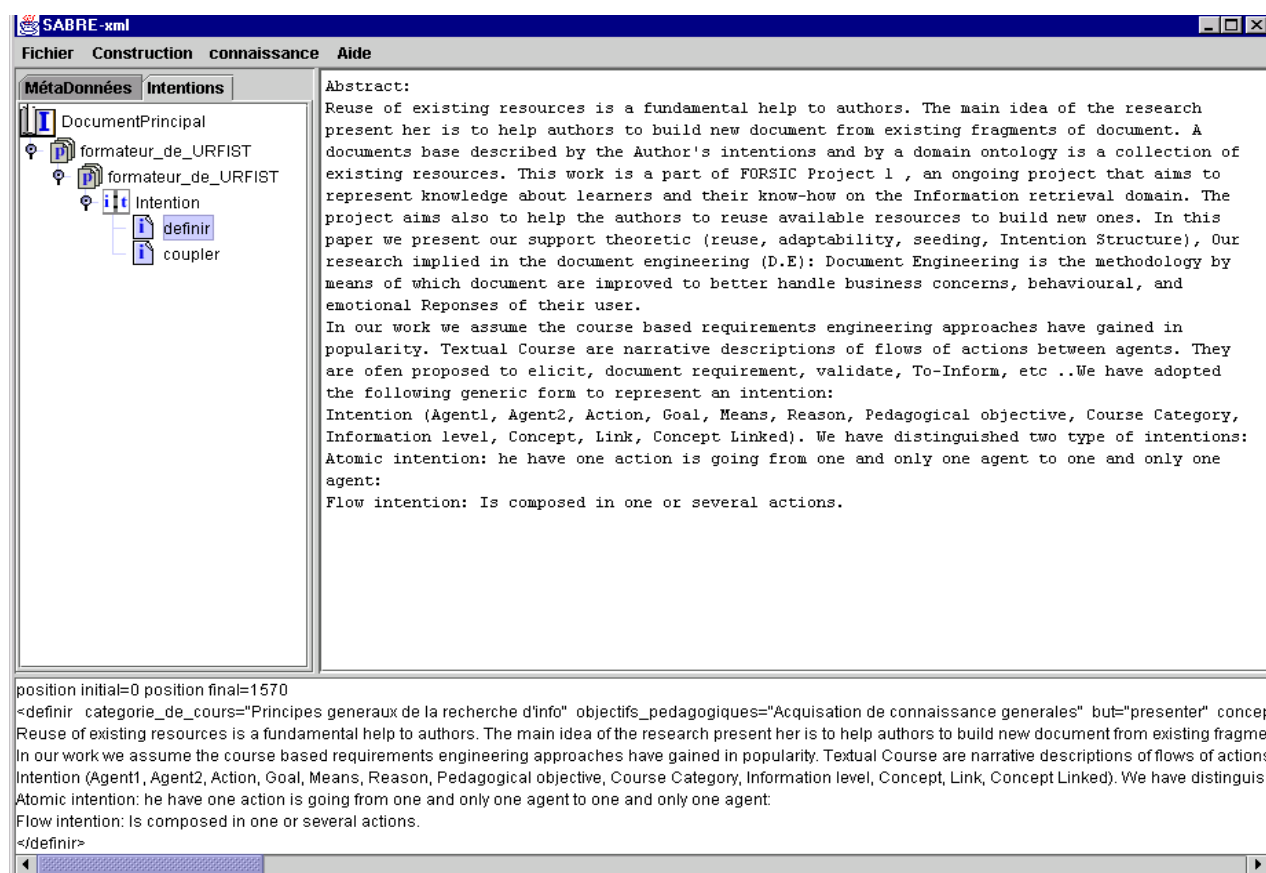 SABRE-xml
Fichier Construction connaissance Aide
MétaDonnées Intentions
DocumentPrincipal
formateur_de_URFIST
formateur_de_URFIST
Intention
definir
coupler
Abstract:
Reuse of existing resources is a fundamental help to authors. The main idea of the research
present her is to help authors to build new document from existing fragments of document. A
documents base described by the Author's intentions and by a domain ontology is a collection of
existing resources. This work is a part of FORSIC Project 1 , an ongoing project that aims to
represent knowledge about learners and their know-how on the Information retrieval domain. The
project aims also to help the authors to reuse available resources to build new ones. In this
paper we present our support theoretic (reuse, adaptability, seeding, Intention Structure), Our
research implied in the document engineering (D.E): Document Engineering is the methodology by
means of which document are improved to better handle business concerns, behavioural, and
emotional Reponses of their user.
In our work we assume the course based requirements engineering approaches have gained in
popularity. Textual Course are narrative descriptions of flows of actions between agents. They
are ofen proposed to elicit, document requirement, validate, To-Inform, etc ..We have adopted
the following generic form to represent an intention:
Intention (Agent1, Agent2, Action, Goal, Means, Reason, Pedagogical objective, Course Category,
Information level, Concept, Link, Concept Linked). We have distinguished two type of intentions:
Atomic intention: he have one action is going from one and only one agent to one and only one
agent:
Flow intention: Is composed in one or several actions.
position initial=0 position final=1570
<definir categorie_de_cours="Principes generaux de la recherche d'info" objectifs_pedagogiques="Acquisation de connaissance generales" but="presenter" concep
Reuse of existing resources is a fundamental help to authors. The main idea of the research present her is to help authors to build new document from existing fragme
In our work we assume the course based requirements engineering approaches have gained in popularity. Textual Course are narrative descriptions of flows of actions
Intention (Agent1, Agent2, Action, Goal, Means, Reason, Pedagogical objective, Course Category, Information level, Concept, Link, Concept Linked). We have distinguis
Atomic intention: he have one action is going from one and only one agent to one and only one agent:
Flow intention: Is composed in one or several actions.
</definir>